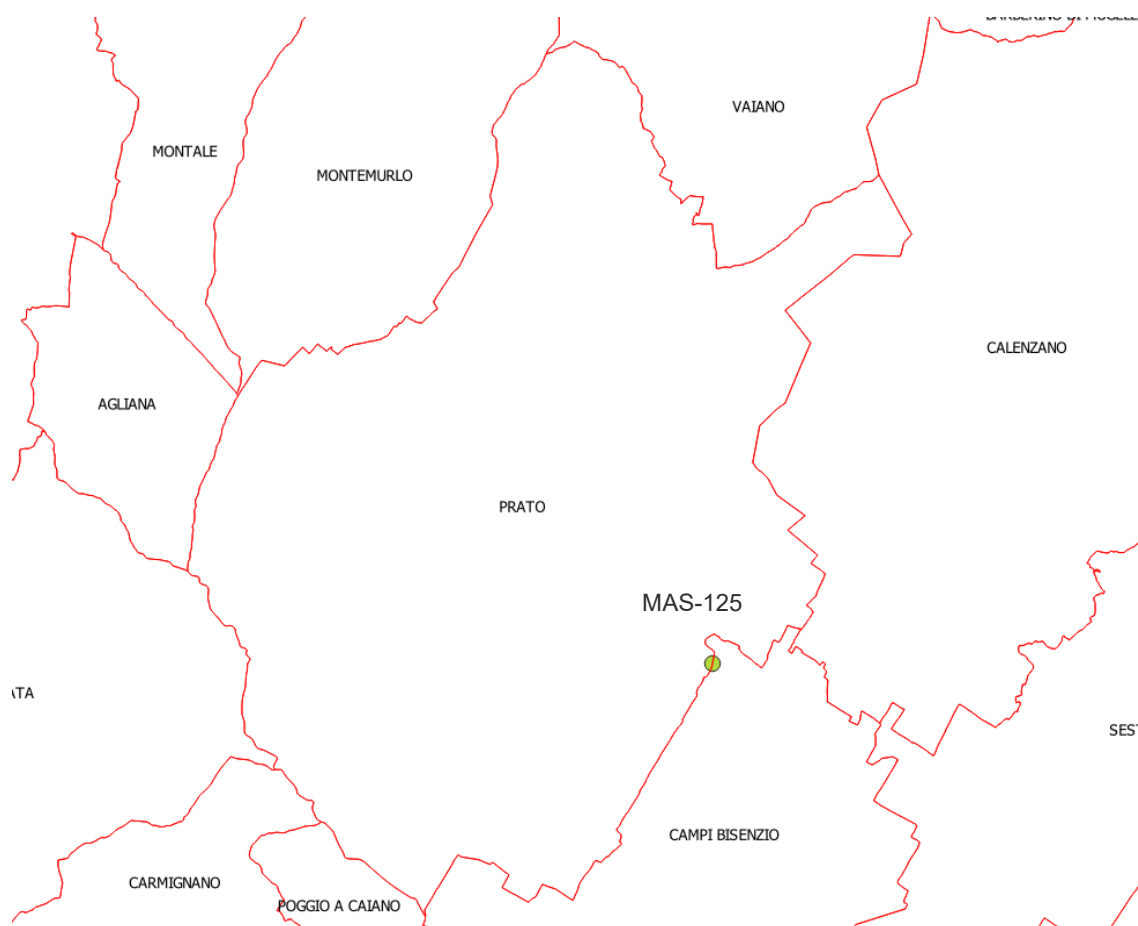 VAIANO
MONTALE
MONTEMURLO
CALENZANO
AGLIANA
PRATO
MAS-125
CAMPI BISENZIO
CARMIGNANO
POGGIO A CAIANO